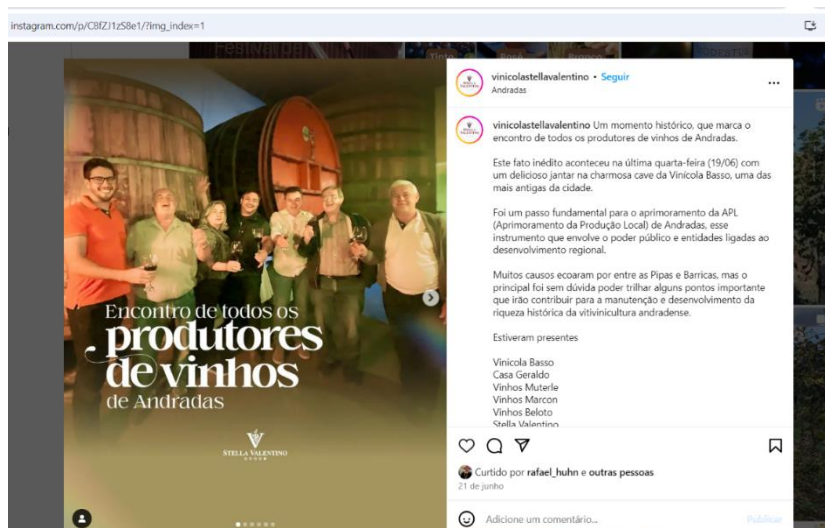 instagram.com/p/C8fZJ1zS8e1/?img_index=1
Festival de
Tinto
Rosé
Branco
vinicolastellavalentino • Seguir
Andradas
vinicolastellavalentino Um momento histórico, que marca o
encontro de todos os produtores de vinhos de Andradas.
Este fato inédito aconteceu na última quarta-feira (19/06) com
um delicioso jantar na charmosa cave da Vinícola Basso, uma das
mais antigas da cidade.
Foi um passo fundamental para o aprimoramento da APL
(Aprimoramento da Produção Local) de Andradas, esse
instrumento que envolve o poder público e entidades ligadas ao
desenvolvimento regional.
Muitos causos ecoaram por entre as Pipas e Barricas, mas o
principal foi sem dúvida poder trilhar alguns pontos importante
que irão contribuir para a manutenção e desenvolvimento da
riqueza histórica da vitivinicultura andradense.
Estiveram presentes
Vinicola Basso
Casa Geraldo
Vinhos Muterle
Vinhos Marcon
Vinhos Beloto
Stella Valentino
Encontro de todos os
produtores
de vinhos
de Andradas
STELLA VALENTINO
Curtido por rafael_huhn e outras pessoas
21 de junho
Adicione um comentário...
Publicar